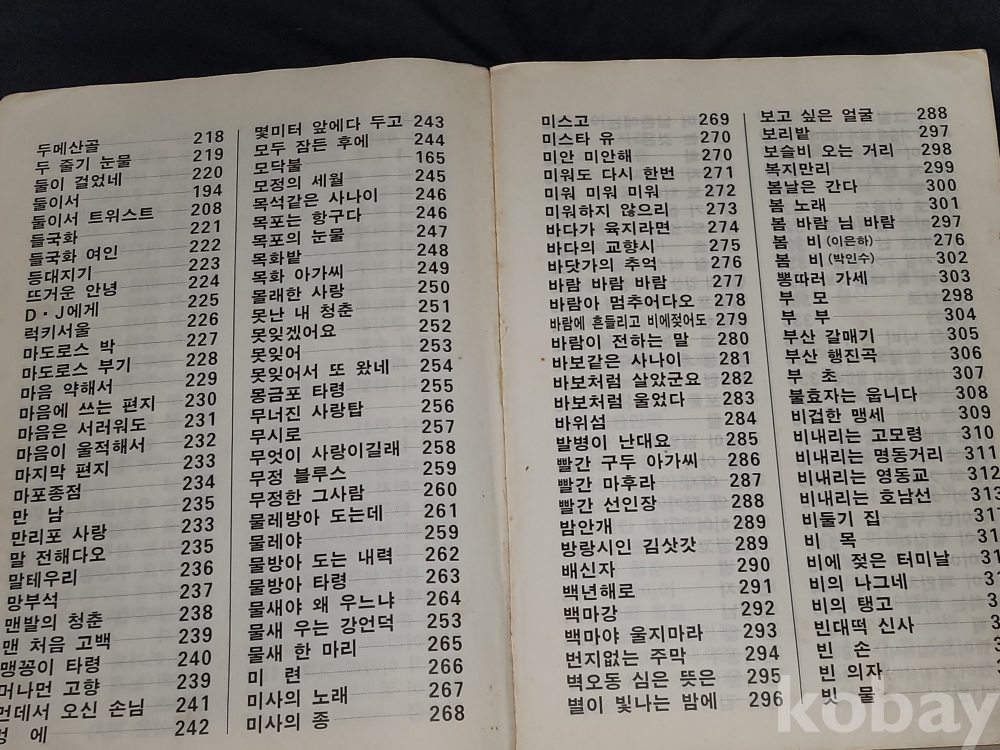 두메산골 218
두 줄기 눈물 219
둘이 걸었네 220
둘이서 194
둘이서 트위스트 208
들국화 221
들국화 여인 222
등대지기 223
뜨거운 안녕 224
D·J에게 225
럭키서울 226
마도로스 박 227
마도로스 부기 228
마음 약해서 229
마음에 쓰는 편지 230
마음은 서러워도 231
마음이 울적해서 232
마지막 편지 233
마포종점 234
만 남 235
만리포 사랑 233
말 전해다오 235
말테우리 236
망부석 237
맨발의 청춘 238
맨 처음 고백 239
맹꽁이 타령 240
머나먼 고향 239
먼데서 오신 손님 241
에 242
몇미터 앞에다 두고 243
모두 잠든 후에 244
모닥불 165
모정의 세월 245
목석같은 사나이 246
목포는 항구다 246
목포의 눈물 247
목화밭 248
목화 아가씨 249
몰래한 사랑 250
못난 내 청춘 251
못잊겠어요 252
못잊어 253
못잊어서 또 왔네 254
몽금포 타령 255
무너진 사랑탑 256
무시로 257
무엇이 사랑이길래 258
무정 블루스 259
무정한 그사람 260
물레방아 도는데 261
물레야 259
물방아 도는 내력 262
물방아 타령 263
물새야 왜 우느냐 264
물새 우는 강언덕 253
물새 한 마리 265
미 련 266
미사의 노래 267
미사의 종 268
미스고 269
미스타 유 270
미안 미안해 270
미워도 다시 한번 271
미워 미워 미워 272
미워하지 않으리 273
바다가 육지라면 274
바다의 교향시 275
바닷가의 추억 276
바람 바람 바람 277
바람아 멈추어다오 278
바람에 흔들리고 비에젖어도 279
바람이 전하는 말 280
바보같은 사나이 281
바보처럼 살았군요 282
바보처럼 울었다 283
바위섬 284
발병이 난대요 285
빨간 구두 아가씨 286
빨간 마후라 287
빨간 선인장 288
밤안개 289
방랑시인 김삿갓 289
배신자 290
백년해로 291
백마강 292
백마야 울지마라 293
번지없는 주막 294
벽오동 심은 뜻은 295
별이 빛나는 밤에 296
보고 싶은 얼굴 288
보리밭 297
보슬비 오는 거리 298
복지만리 299
봄날은 간다 300
봄 노래 301
봄 바람 님 바람 297
봄 비 (이은하) 276
봄 비 (박인수) 302
뽕따러 가세 303
부 모 298
부 부 304
부산 갈매기 305
부산 행진곡 306
부 초 307
불효자는 웁니다 308
비겁한 맹세 309
비내리는 고모령 310
비내리는 명동거리 311
비내리는 영동교 312
비내리는 호남선 313
비둘기 집
비 목
비에 젖은 터미날
비의 나그네
비의 탱고
빈대떡 신사
빈 손
빈 의자
빗 물
kobay